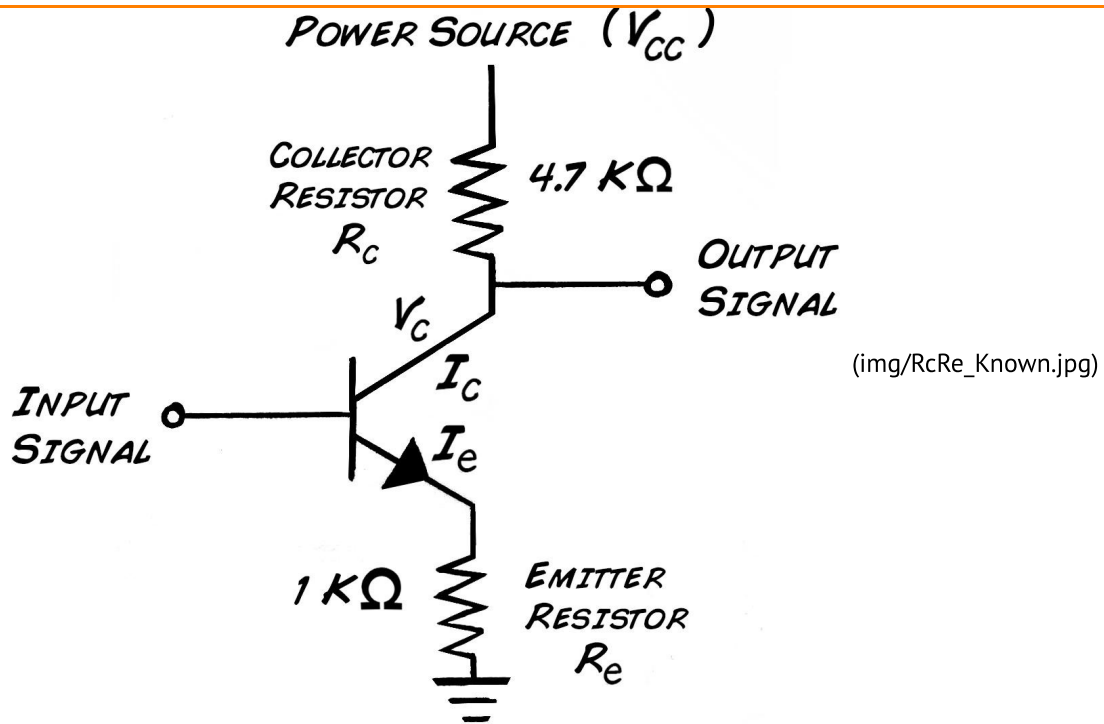 POWER SOURCE (VCC)
COLLECTOR
RESISTOR
Rc
4.7 KΩ
OUTPUT
SIGNAL
Vc
Ic
(img/RcRe_Known.jpg)
INPUT
SIGNAL
Ie
1 KΩ
EMITTER
RESISTOR
Re